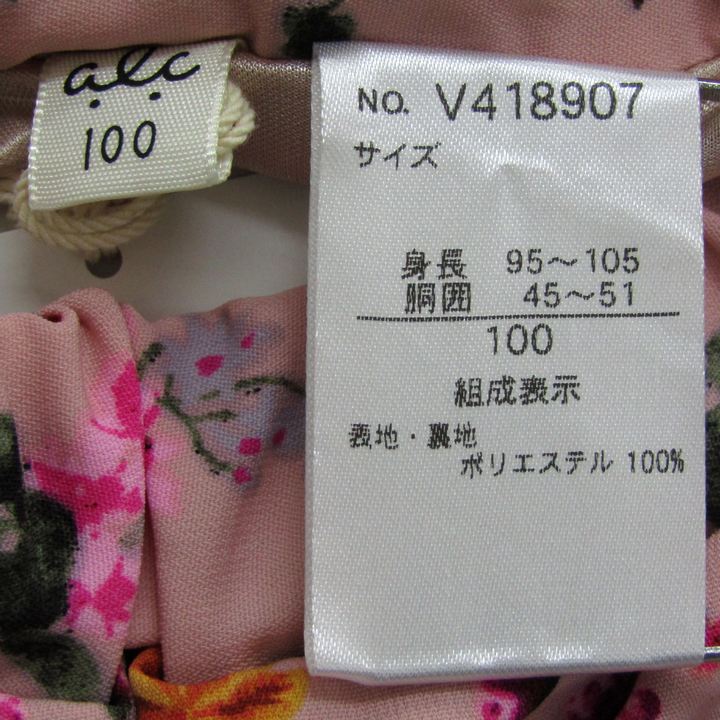 alc
100
NO. V418907
サイズ
身長 95～105
胴囲 45～51
100
組成表示
表地・裏地
ポリエステル 100%